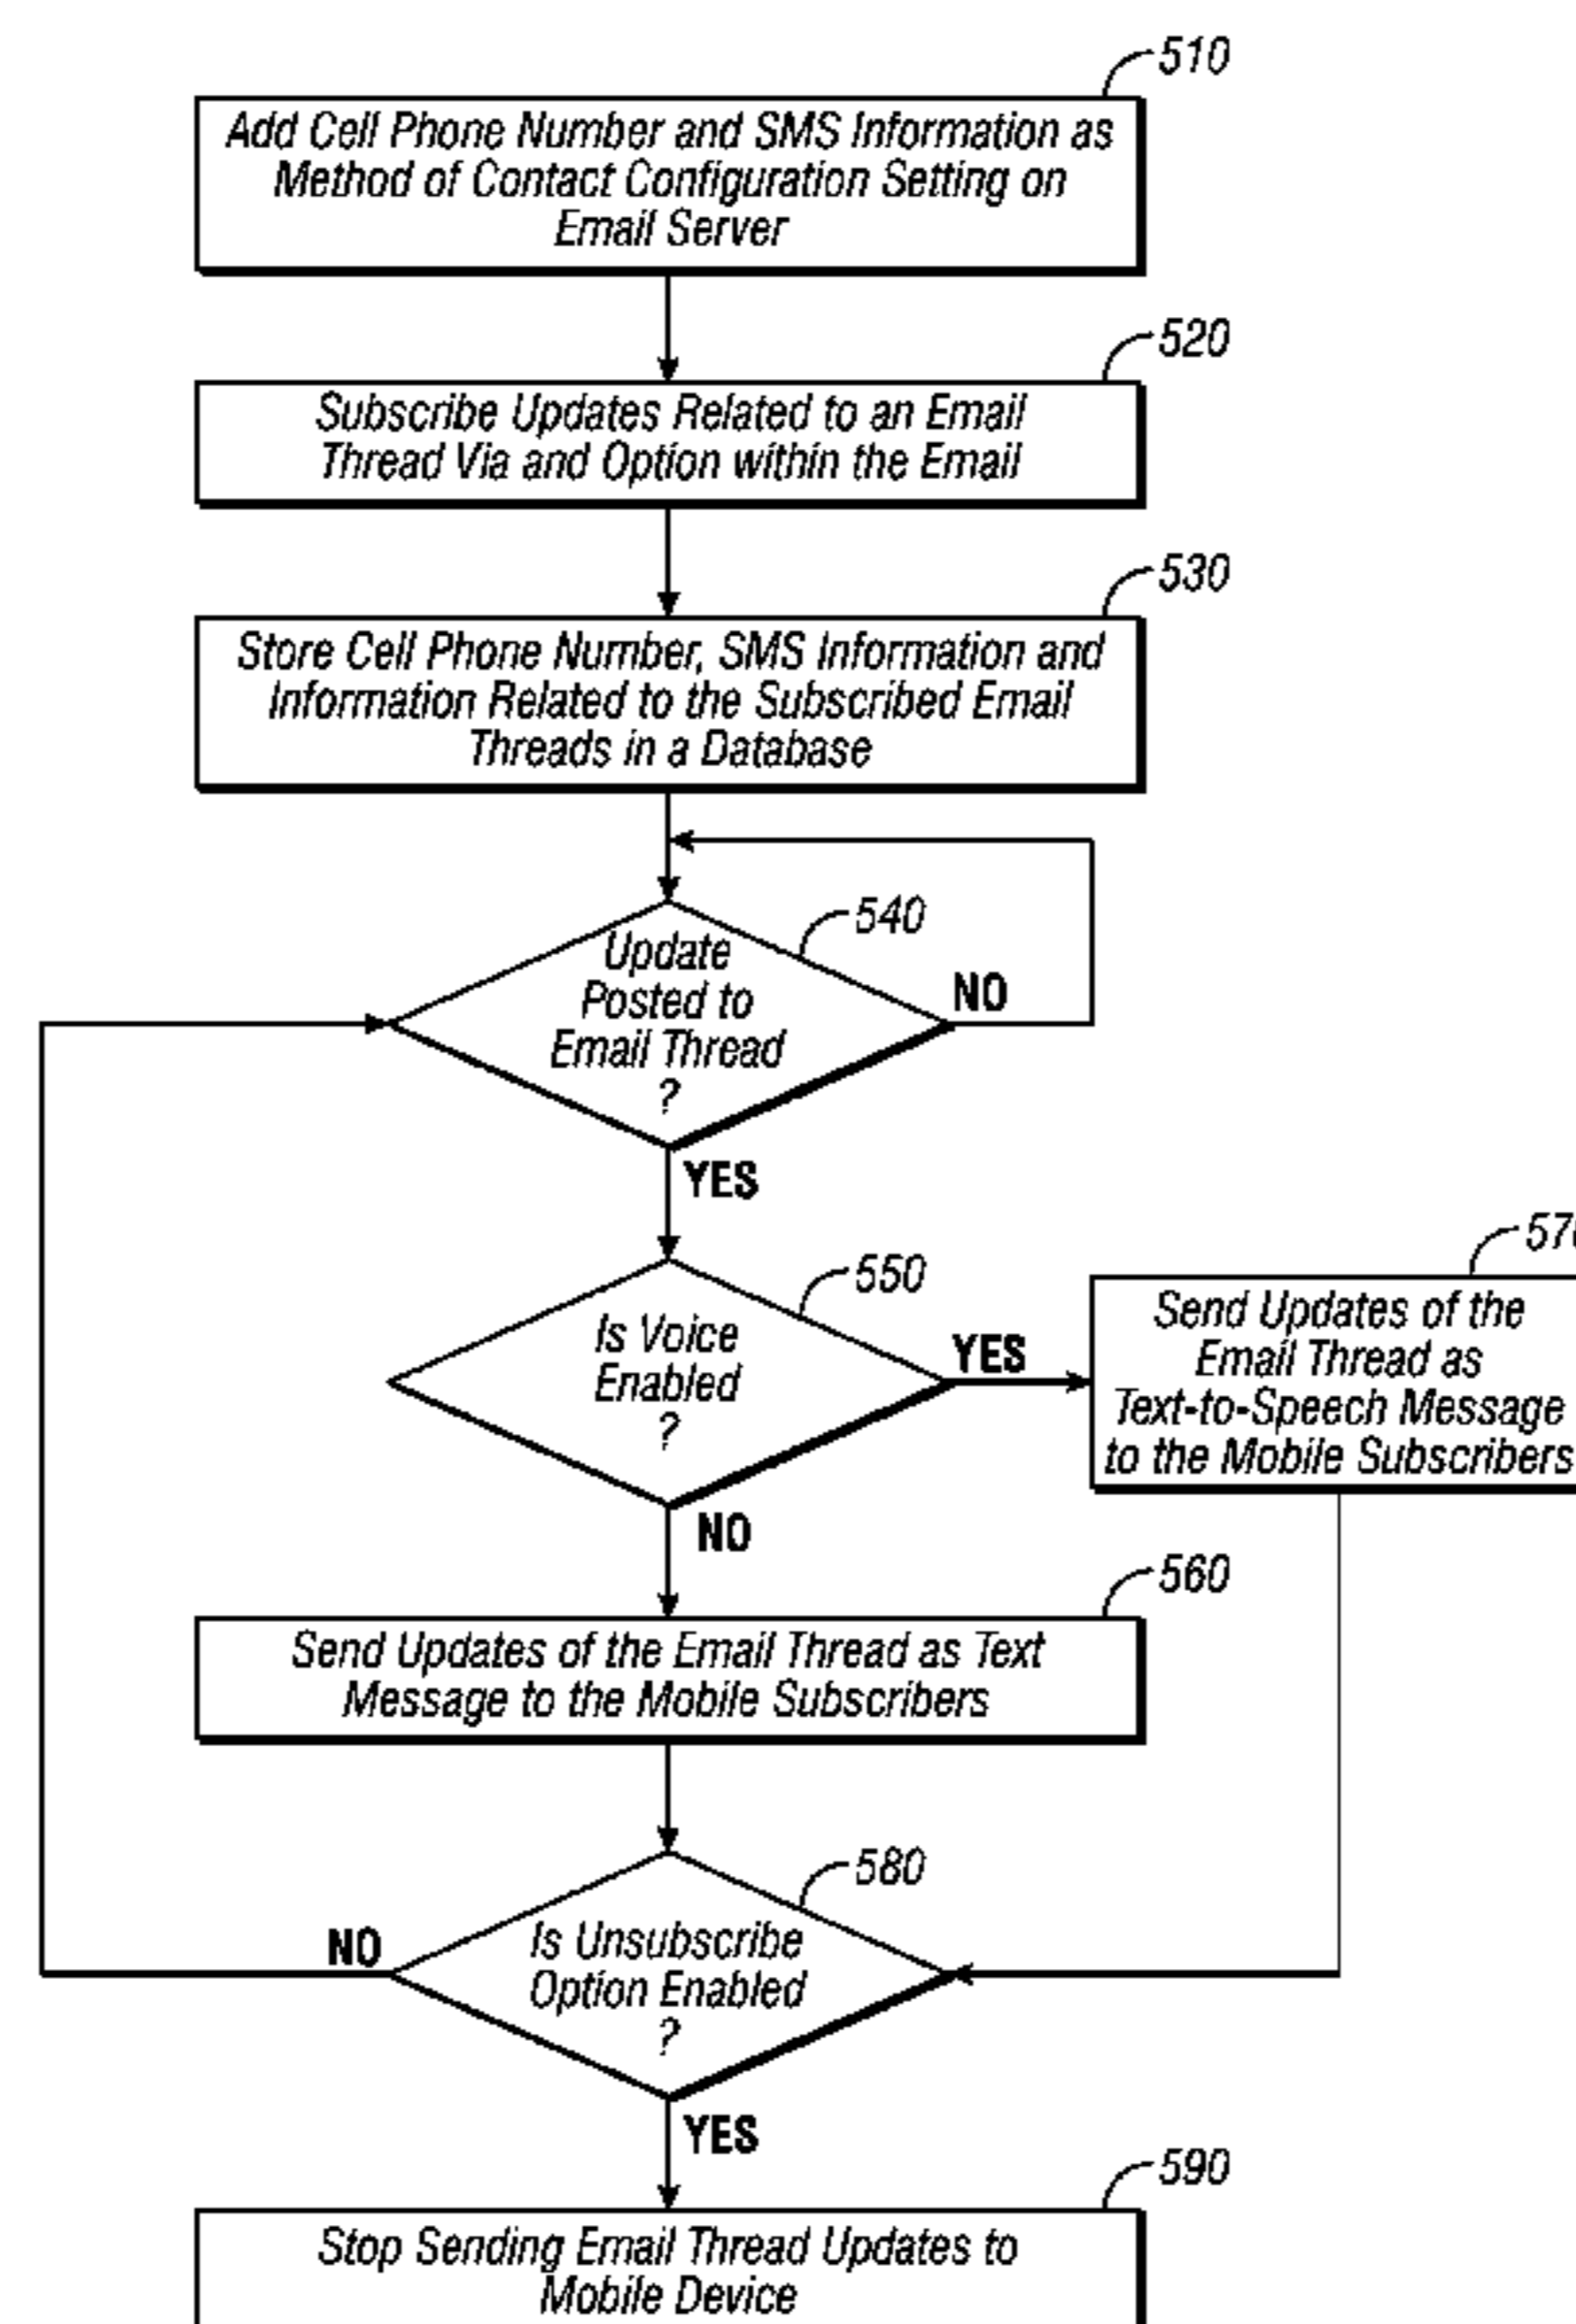 510
Add Cell Phone Number and SMS Information as
Method of Contact Configuration Setting on
Email Server
520
Subscribe Updates Related to an Email
Thread Via and Option within the Email
530
Store Cell Phone Number, SMS Information and
Information Related to the Subscribed Email
Threads in a Database
540
Update
Posted to
Email Thread
?
NO
YES
550
Is Voice
Enabled
?
YES
NO
570
Send Updates of the
Email Thread as
Text-to-Speech Message
to the Mobile Subscribers
560
Send Updates of the Email Thread as Text
Message to the Mobile Subscribers
580
Is Unsubscribe
Option Enabled
?
NO
YES
590
Stop Sending Email Thread Updates to
Mobile Device